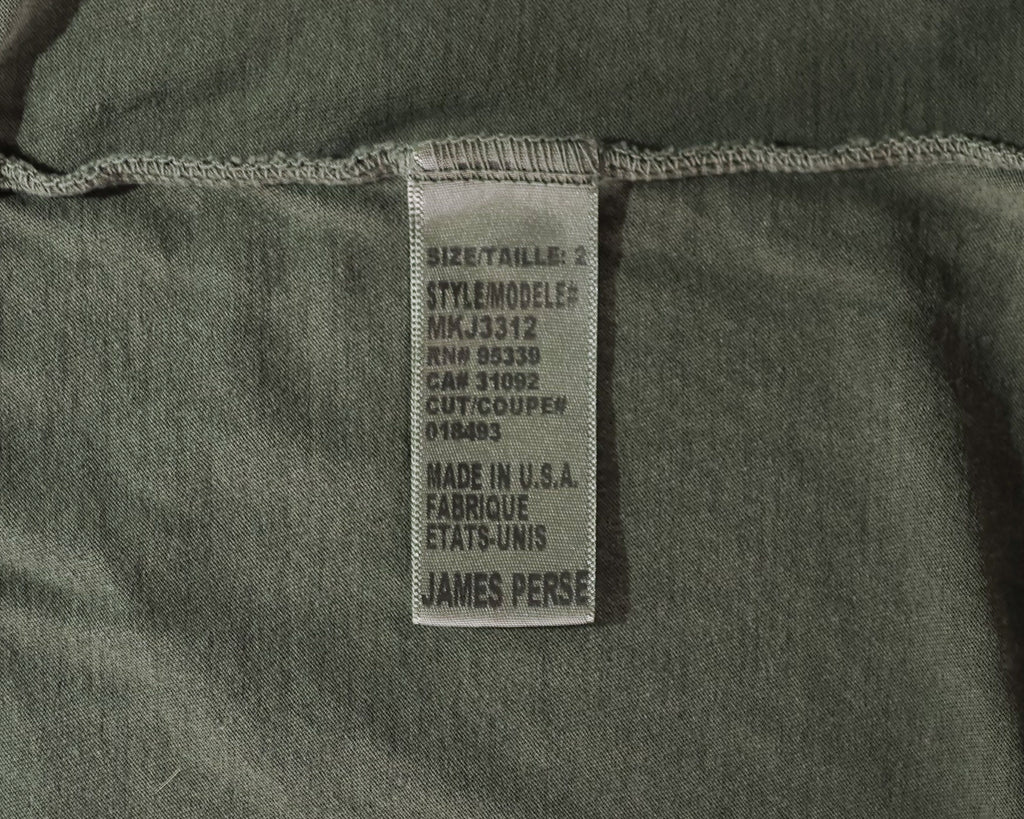 SIZE/TAILLE: 2
STYLE/MODELE#
MKJ3312
RN# 95339
CA# 31092
CUT/COUPE#
018493
MADE IN U.S.A.
FABRIQUE
ETATS-UNIS
JAMES PERSE